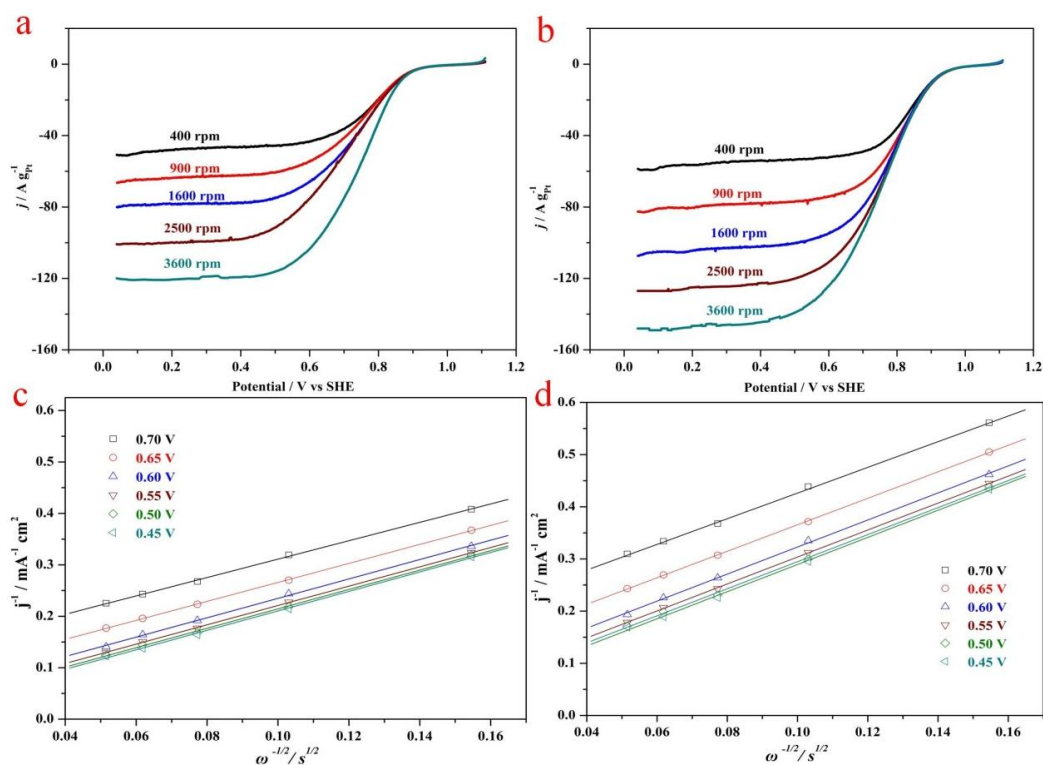 a
0
-40
-80
-120
-160
j / A g⁻¹Pt
400 rpm
900 rpm
1600 rpm
2500 rpm
3600 rpm
0.0 0.2 0.4 0.6 0.8 1.0 1.2
Potential / V vs SHE
b
0
-40
-80
-120
-160
j / A g⁻¹Pt
400 rpm
900 rpm
1600 rpm
2500 rpm
3600 rpm
0.0 0.2 0.4 0.6 0.8 1.0 1.2
Potential / V vs SHE
c
0.6
0.5
0.4
0.3
0.2
0.1
0.0
j⁻¹ / mA⁻¹ cm²
0.70 V
0.65 V
0.60 V
0.55 V
0.50 V
0.45 V
0.04 0.06 0.08 0.10 0.12 0.14 0.16
ω⁻¹/²/ s¹/²
d
0.6
0.5
0.4
0.3
0.2
0.1
0.0
j⁻¹ / mA⁻¹ cm²
0.70 V
0.65 V
0.60 V
0.55 V
0.50 V
0.45 V
0.04 0.06 0.08 0.10 0.12 0.14 0.16
ω⁻¹/²/ s¹/²